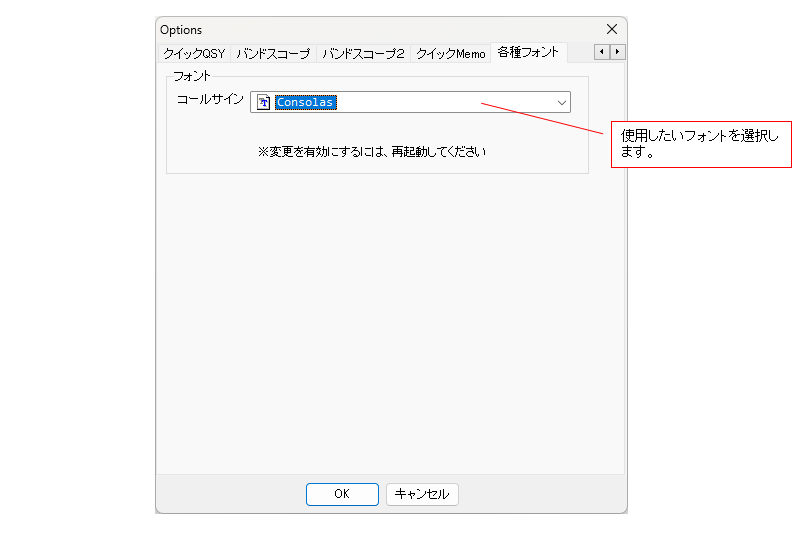 Options
クイックQSY バンドスコープ バンドスコープ2 クイックMemo 各種フォント
フォント
コールサイン Consolas
※変更を有効にするには、再起動してください
使用したいフォントを選択し
ます。
OK キャンセル